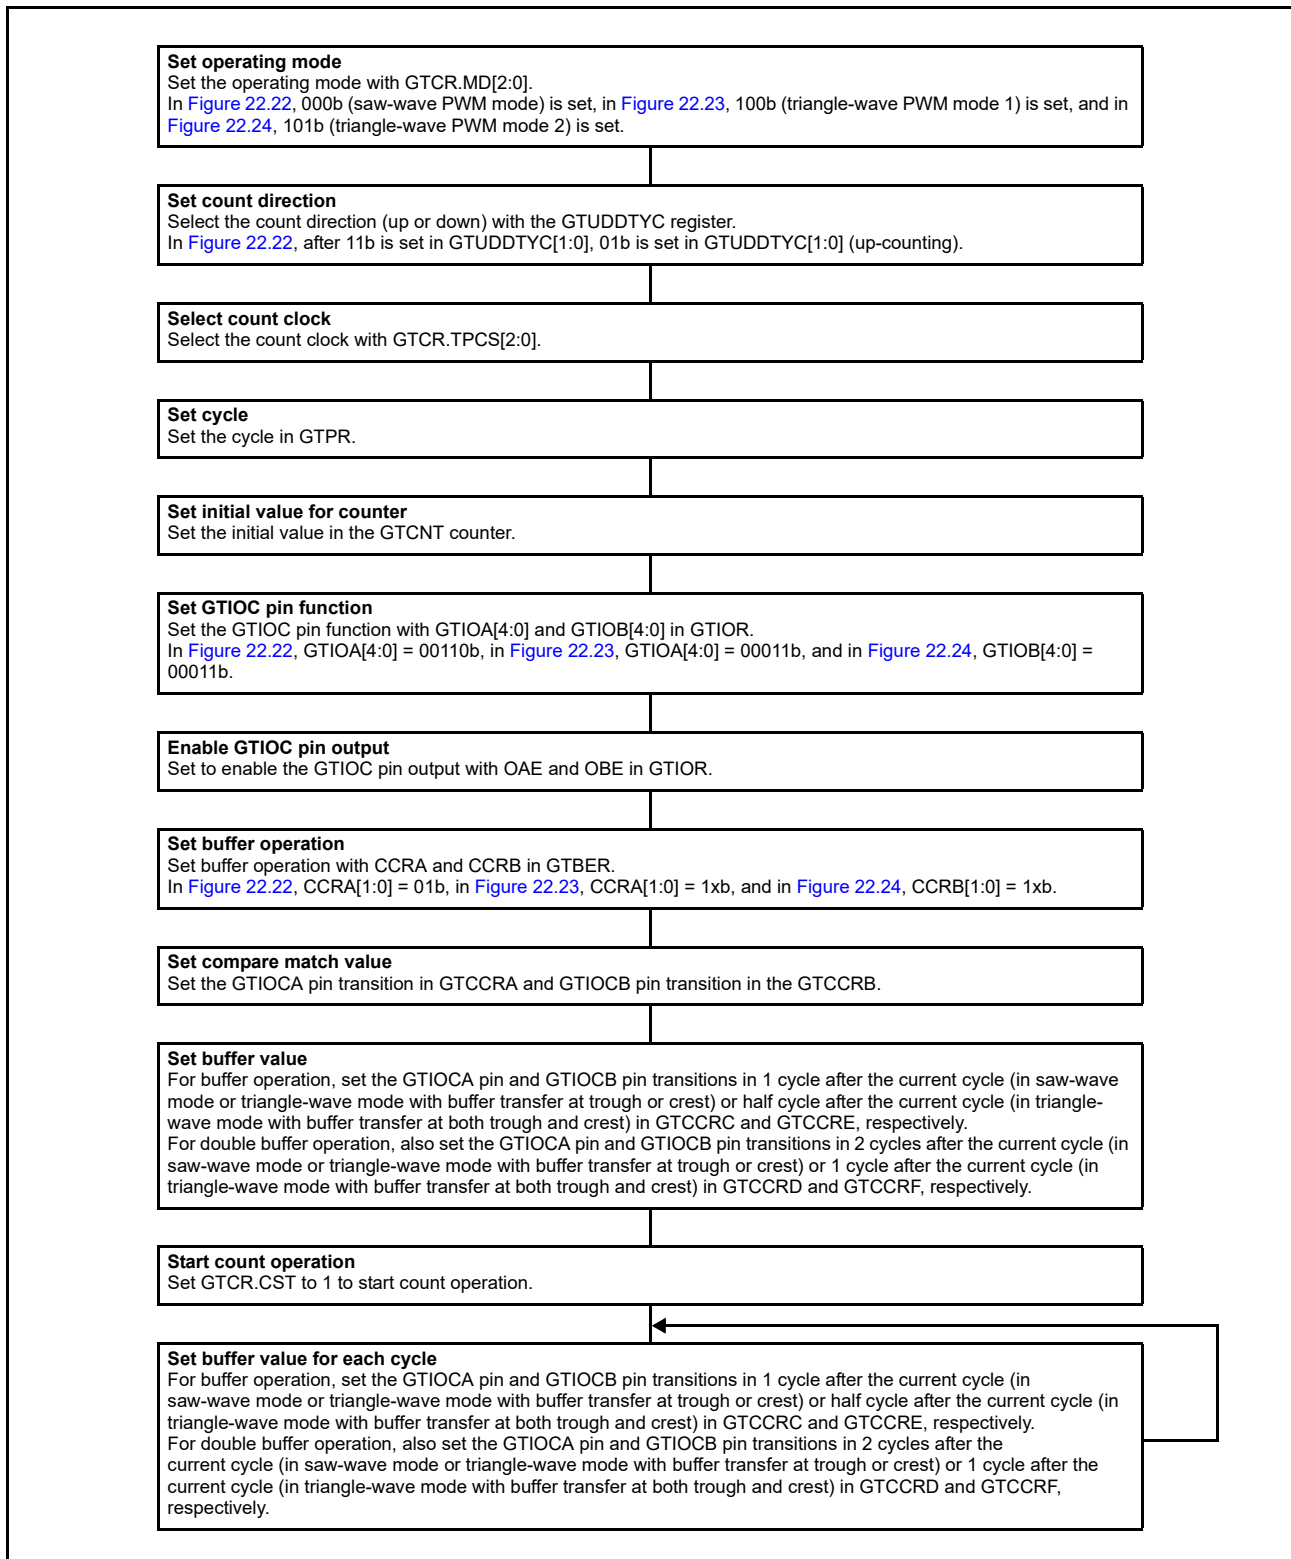 Set operating mode
Set the operating mode with GTCR.MD[2:0].
In Figure 22.22, 000b (saw-wave PWM mode) is set, in Figure 22.23, 100b (triangle-wave PWM mode 1) is set, and in
Figure 22.24, 101b (triangle-wave PWM mode 2) is set.
Set count direction
Select the count direction (up or down) with the GTUDDTYC register.
In Figure 22.22, after 11b is set in GTUDDTYC[1:0], 01b is set in GTUDDTYC[1:0] (up-counting).
Select count clock
Select the count clock with GTCR.TPCS[2:0].
Set cycle
Set the cycle in GTPR.
Set initial value for counter
Set the initial value in the GTCNT counter.
Set GTIOC pin function
Set the GTIOC pin function with GTIOA[4:0] and GTIOB[4:0] in GTIOR.
In Figure 22.22, GTIOA[4:0] = 00110b, in Figure 22.23, GTIOA[4:0] = 00011b, and in Figure 22.24, GTIOB[4:0] =
00011b.
Enable GTIOC pin output
Set to enable the GTIOC pin output with OAE and OBE in GTIOR.
Set buffer operation
Set buffer operation with CCRA and CCRB in GTBER.
In Figure 22.22, CCRA[1:0] = 01b, in Figure 22.23, CCRA[1:0] = 1xb, and in Figure 22.24, CCRB[1:0] = 1xb.
Set compare match value
Set the GTIOCA pin transition in GTCCRA and GTIOCB pin transition in the GTCCRB.
Set buffer value
For buffer operation, set the GTIOCA pin and GTIOCB pin transitions in 1 cycle after the current cycle (in saw-wave
mode or triangle-wave mode with buffer transfer at trough or crest) or half cycle after the current cycle (in triangle-
wave mode with buffer transfer at both trough and crest) in GTCCRC and GTCCRE, respectively.
For double buffer operation, also set the GTIOCA pin and GTIOCB pin transitions in 2 cycles after the current cycle (in
saw-wave mode or triangle-wave mode with buffer transfer at trough or crest) or 1 cycle after the current cycle (in
triangle-wave mode with buffer transfer at both trough and crest) in GTCCRD and GTCCRF, respectively.
Start count operation
Set GTCR.CST to 1 to start count operation.
Set buffer value for each cycle
For buffer operation, set the GTIOCA pin and GTIOCB pin transitions in 1 cycle after the current cycle (in
saw-wave mode or triangle-wave mode with buffer transfer at trough or crest) or half cycle after the current cycle (in
triangle-wave mode with buffer transfer at both trough and crest) in GTCCRC and GTCCRE, respectively.
For double buffer operation, also set the GTIOCA pin and GTIOCB pin transitions in 2 cycles after the
current cycle (in saw-wave mode or triangle-wave mode with buffer transfer at trough or crest) or 1 cycle after the
current cycle (in triangle-wave mode with buffer transfer at both trough and crest) in GTCCRD and GTCCRF,
respectively.